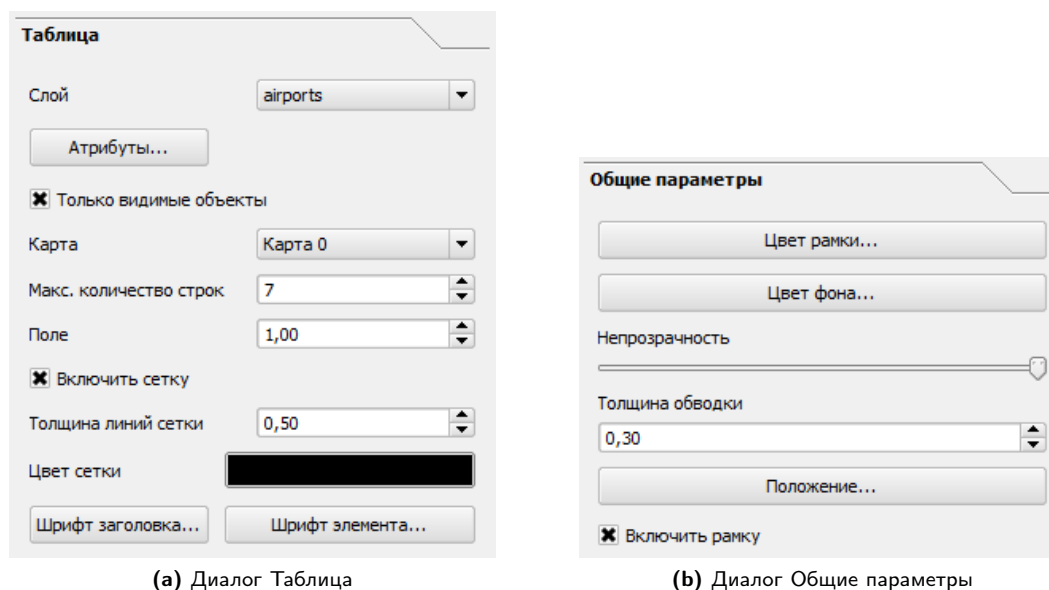 Таблица
Слой airports
Атрибуты...
Только видимые объекты
Карта Карта 0
Макс. количество строк 7
Поле 1,00
Включить сетку
Толщина линий сетки 0,50
Цвет сетки
Шрифт заголовка... Шрифт элемента...
(a) Диалог Таблица
Общие параметры
Цвет рамки...
Цвет фона...
Непрозрачность
Толщина обводки
0,30
Положение...
Включить рамку
(b) Диалог Общие параметры